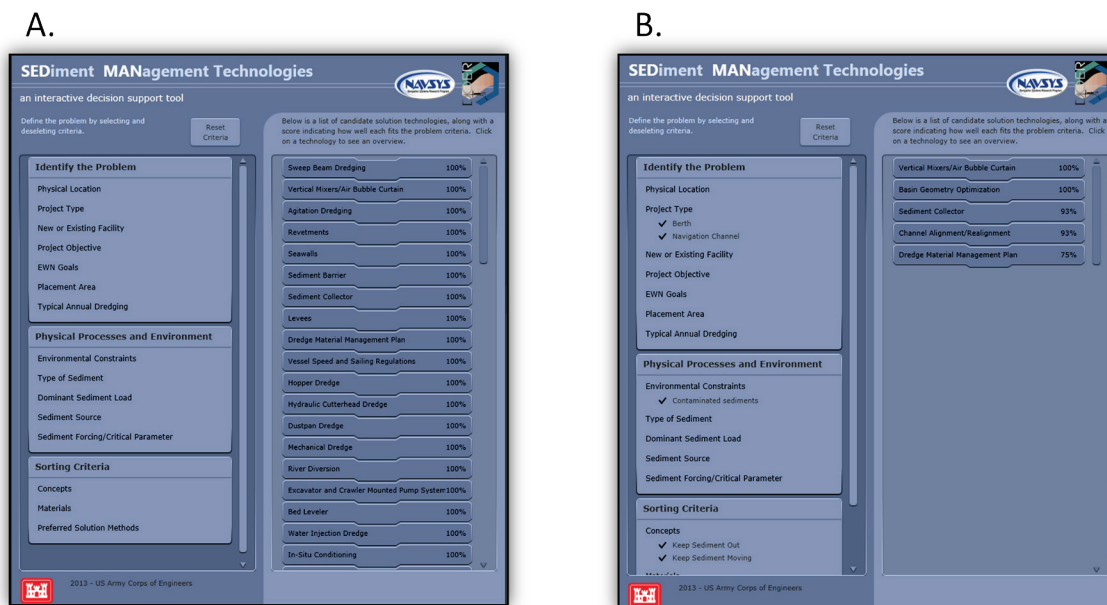 A.
SEDiment MANagement Technologies
NAVSYS
an interactive decision support tool
Define the problem by selecting and
deseleting criteria.
Reset
Criteria
Below is a list of candidate solution technologies, along with a
score indicating how well each fits the problem criteria. Click
on a technology to see an overview.
Identify the Problem
Physical Location
Project Type
New or Existing Facility
Project Objective
EWN Goals
Placement Area
Typical Annual Dredging
Physical Processes and Environment
Environmental Constraints
Type of Sediment
Dominant Sediment Load
Sediment Source
Sediment Forcing/Critical Parameter
Sorting Criteria
Concepts
Materials
Preferred Solution Methods
Sweep Beam Dredging 100%
Vertical Mixers/Air Bubble Curtain 100%
Agitation Dredging 100%
Revetments 100%
Seawalls 100%
Sediment Barrier 100%
Sediment Collector 100%
Levees 100%
Dredge Material Management Plan 100%
Vessel Speed and Sailing Regulations 100%
Hopper Dredge 100%
Hydraulic Cutterhead Dredge 100%
Dustpan Dredge 100%
Mechanical Dredge 100%
River Diversion 100%
Excavator and Crawler Mounted Pump System 100%
Bed Leveler 100%
Water Injection Dredge 100%
In-Situ Conditioning 100%
2013 - US Army Corps of Engineers
B.
SEDiment MANagement Technologies
NAVSYS
an interactive decision support tool
Define the problem by selecting and
deseleting criteria.
Reset
Criteria
Below is a list of candidate solution technologies, along with a
score indicating how well each fits the problem criteria. Click
on a technology to see an overview.
Identify the Problem
Physical Location
Project Type
Berth
Navigation Channel
New or Existing Facility
Project Objective
EWN Goals
Placement Area
Typical Annual Dredging
Physical Processes and Environment
Environmental Constraints
Contaminated sediments
Type of Sediment
Dominant Sediment Load
Sediment Source
Sediment Forcing/Critical Parameter
Sorting Criteria
Concepts
Keep Sediment Out
Keep Sediment Moving
Vertical Mixers/Air Bubble Curtain 100%
Basin Geometry Optimization 100%
Sediment Collector 93%
Channel Alignment/Realignment 93%
Dredge Material Management Plan 75%
2013 - US Army Corps of Engineers